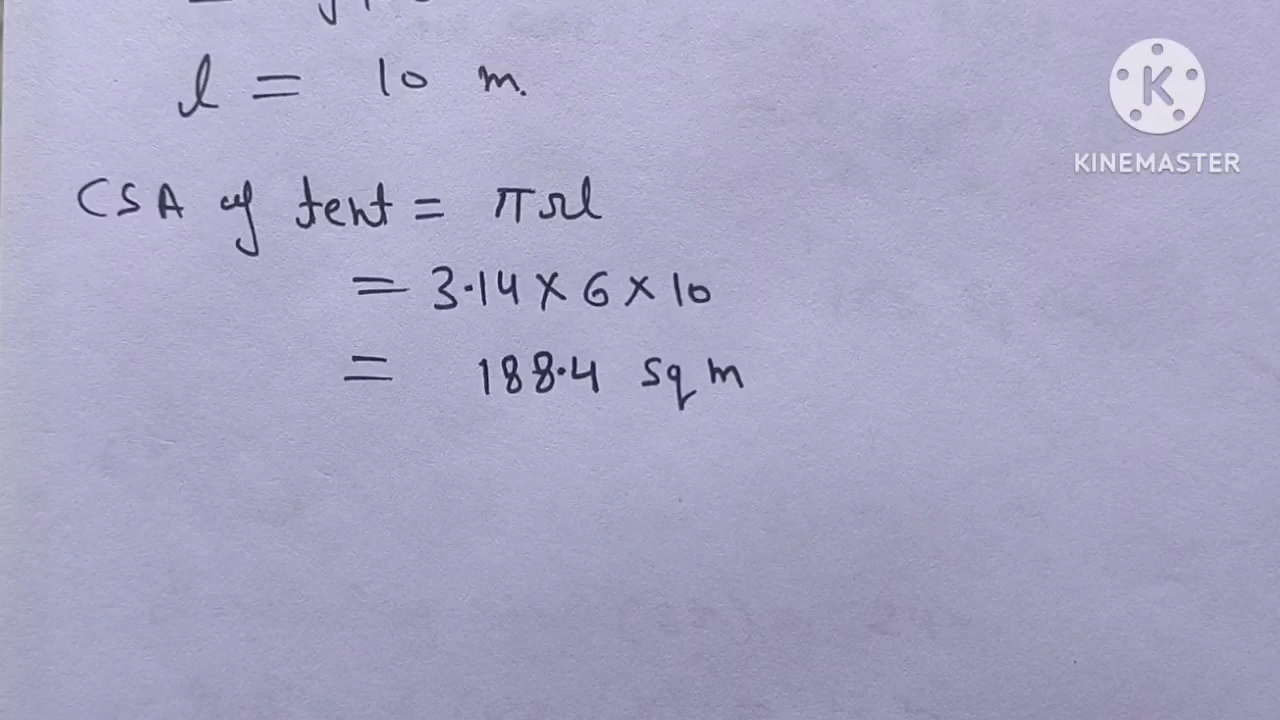 l = 10 m.
K
KINEMASTER
CSA of tent = πrl
= 3.14 × 6 × 10
= 188.4 sq m